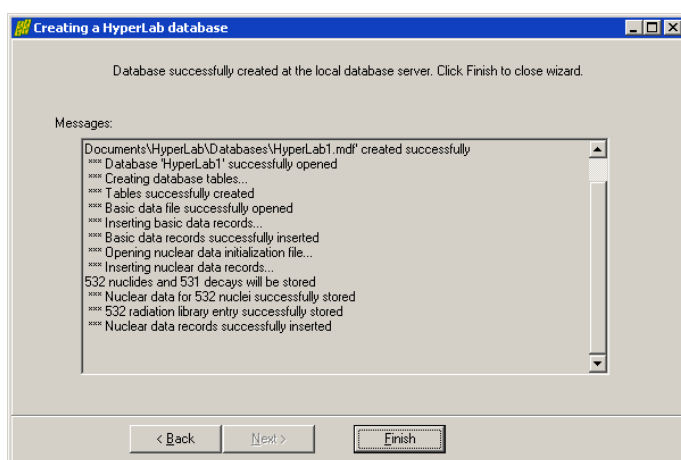 Creating a HyperLab database
Database successfully created at the local database server. Click Finish to close wizard.
Messages:
Documents\HyperLab\Databases\HyperLab1.mdf' created successfully
*** Database 'HyperLab1' successfully opened
*** Creating database tables...
*** Tables successfully created
*** Basic data file successfully opened
*** Inserting basic data records...
*** Basic data records successfully inserted
*** Opening nuclear data initialization file...
*** Inserting nuclear data records...
532 nuclides and 531 decays will be stored
*** Nuclear data for 532 nuclei successfully stored
*** 532 radiation library entry successfully stored
*** Nuclear data records successfully inserted
< Back Next > Finish